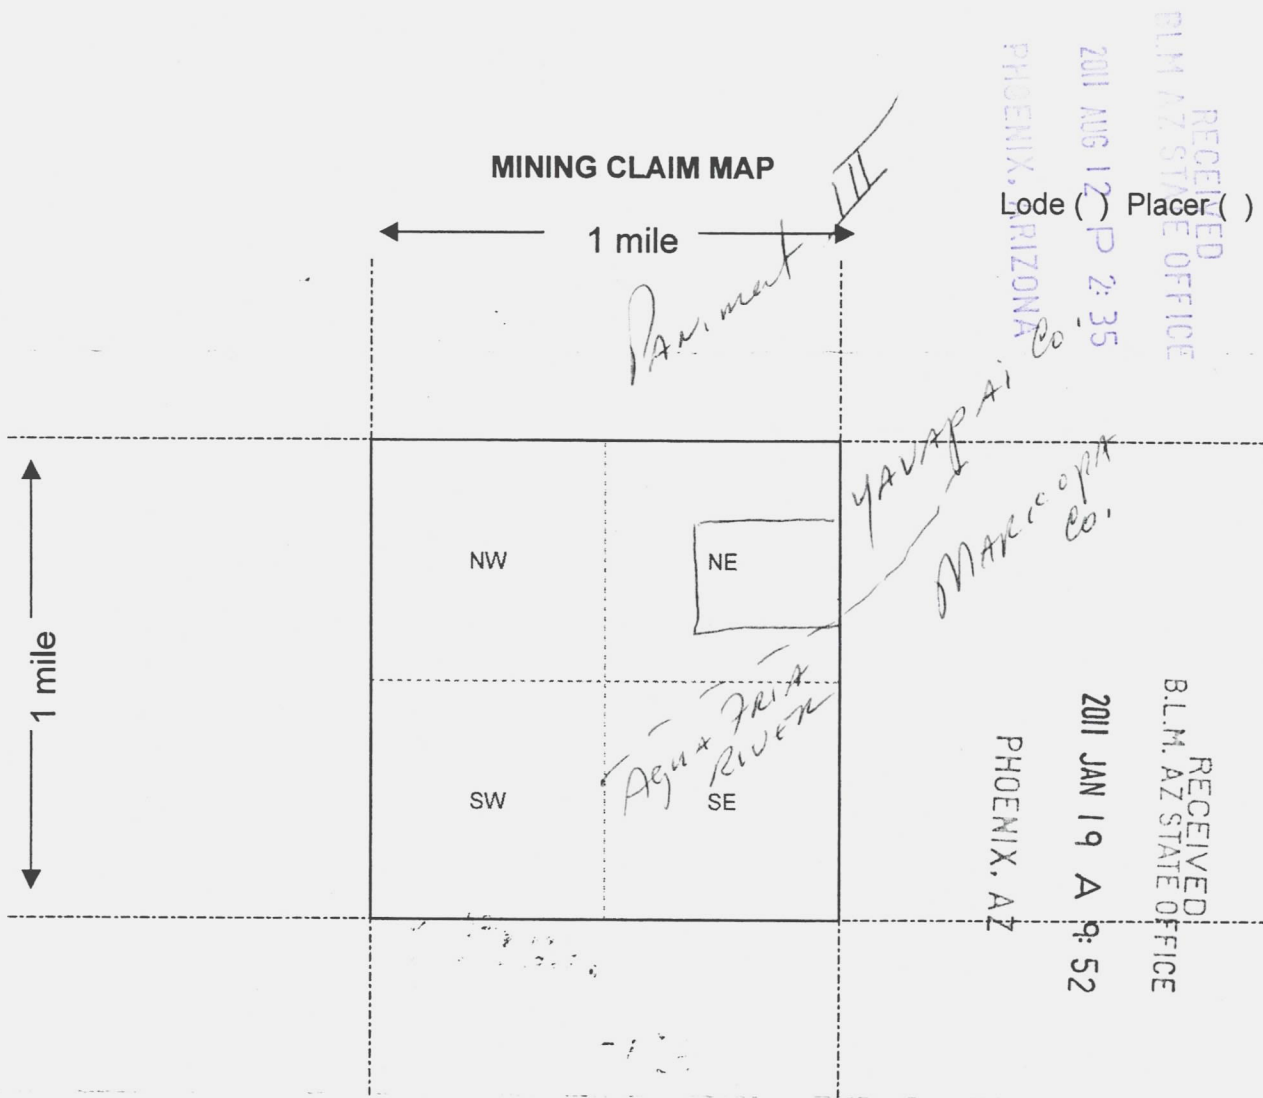 RECEIVED
BLM AZ STATE OFFICE
2011 AUG 12 P 2:35
PHOENIX, ARIZONA
MINING CLAIM MAP
Lode ( ) Placer ( )
1 mile
III
YAVAPAI Co.
MARICOPA
Co.
NW
NE
1 mile
AguA FRIA
RIVER
SW
SE
RECEIVED
B.L.M. AZ STATE OFFICE
2011 JAN 19 A 9:52
PHOENIX, AZ